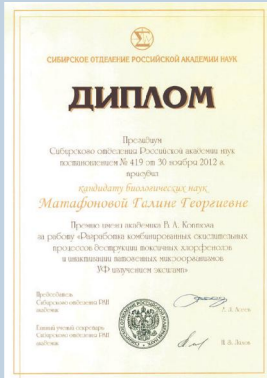 СИБИРСКОЕ ОТДЕЛЕНИЕ РОССИЙСКОЙ АКАДЕМИИ НАУК
ДИПЛОМ
Президиум
Сибирского отделения Российской академии наук
постановлением № 419 от 30 ноября 2012 г.
присудил
кандидату биологических наук
Матафоновой Галине Георгиевне
Премию имени академика В. А. Коптюга
за работу «Разработка комбинированных окислительных
процессов деструкции токсичных хлорфенолов
и инактивации патогенных микроорганизмов
УФ излучением эксиламп»
Председатель
Сибирского отделения РАН
академик
Главный ученый секретарь
Сибирского отделения РАН
академик